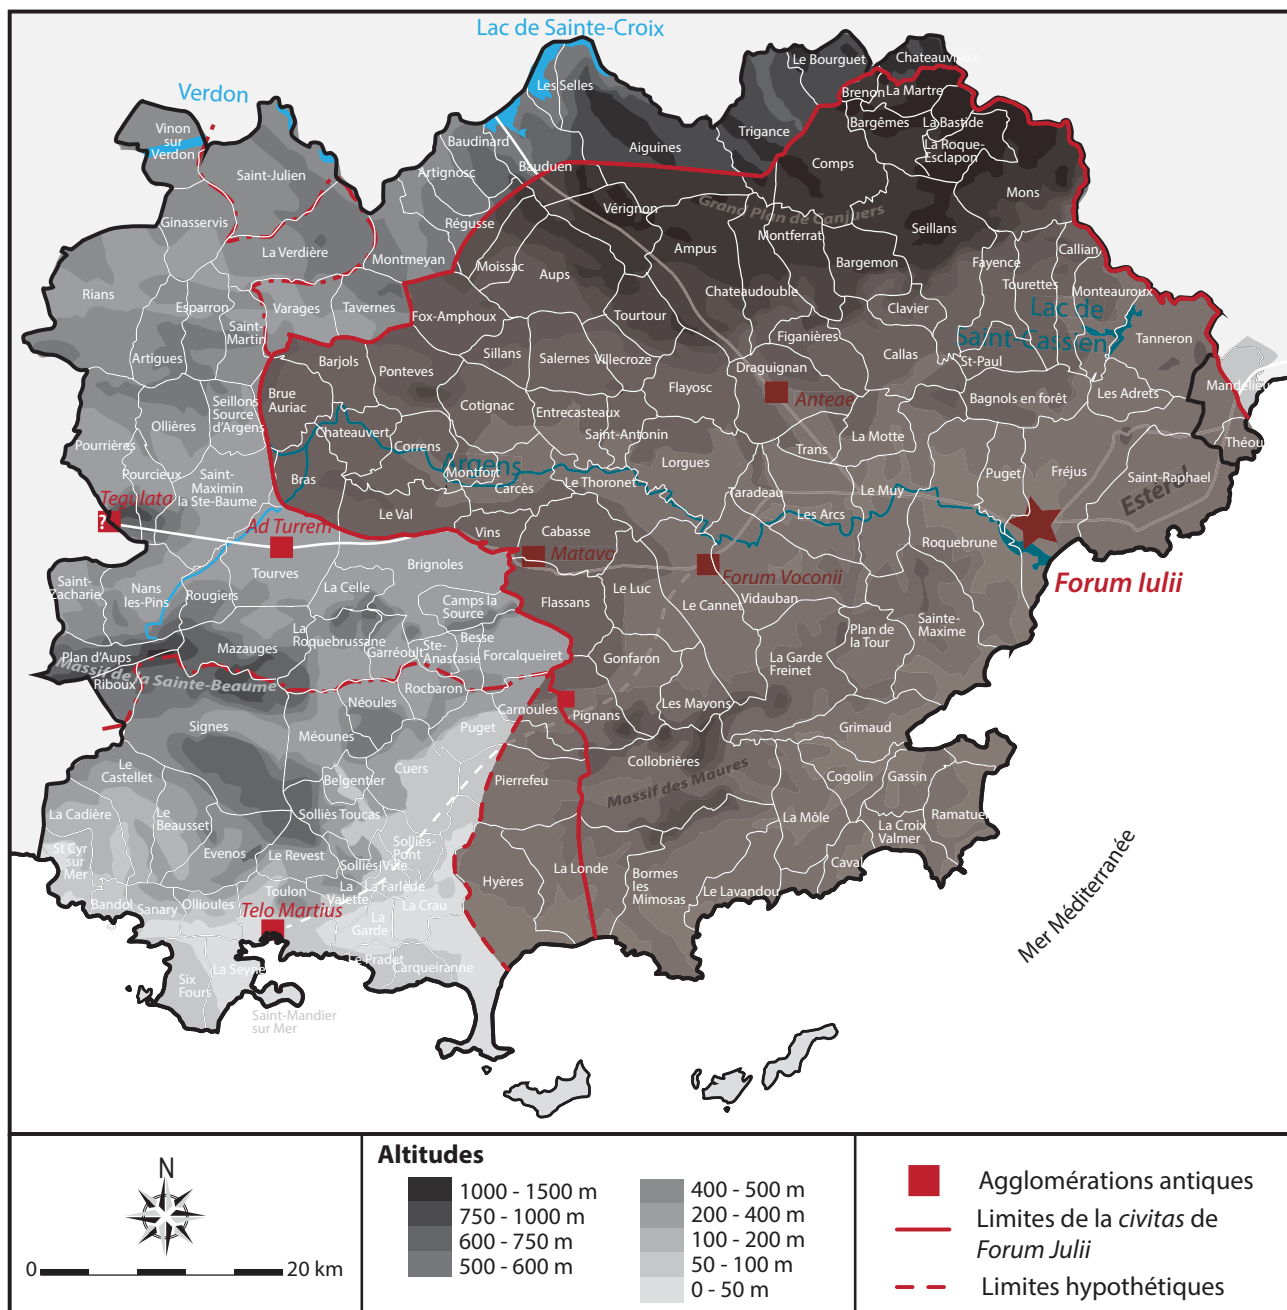 Lac de Sainte-Croix
Verdon
Le Bourguet
Chateauvieux
Les Selles
Brenon
La Martre
Vinon
sur
Verdon
Baudinard
Trigance
Bargêmes
La Bastide
La Roque-
Esclapon
Aiguines
Comps
Saint-Julien
Artignosc
Bauduen
Mons
Vérignon
Grand Plan de Canjuers
Ginasservis
Régusse
Seillans
Montferrat
La Verdière
Montmeyan
Ampus
Callian
Moissac
Aups
Bargemon
Fayence
Tourettes
Rians
Esparron
Varages
Tavernes
Chateaudouble
Monteauroux
Fox-Amphoux
Tourtour
Clavier
Lac de
Saint-Cassien
Saint-
Martin
Figanières
Tanneron
Artigues
Barjols
Sillans
Salernes
Villecroze
Callas
St-Paul
Ponteves
Draguignan
Mandelieu
Brue
Auriac
Flayosc
Anteae
Bagnols en forêt
Les Adrets
Seillons
Source
d'Argens
Cotignac
Entrecasteaux
Ollières
Chateauvert
Saint-Antonin
La Motte
Théoule
Pourrières
Correns
Argens
Trans
Lorgues
Pourcieux
Saint-
Maximin
la Ste-Baume
Montfort
Puget
Fréjus
Saint-Raphael
Bras
Carcès
Le Thoronet
Taradeau
Le Muy
Esterel
Tegulata
?
Le Val
Les Arcs
Ad Turrem
Vins
Cabasse
Roquebrune
Matavo
Brignoles
Tourves
Forum Voconii
Forum Iulii
Saint-
Zacharie
Nans
les-Pins
Rougiers
La Celle
Camps la
Source
Flassans
Le Luc
Le Cannet
Vidauban
Sainte-
Maxime
La
Roquebrussane
Besse
Plan de
la Tour
Plan d'Aups
Mazauges
Garréoult
Ste-
Anastasie
Forcalqueiret
Gonfaron
La Garde
Freinet
Massif de la Sainte-Beaume
Riboux
Rocbaron
Néoules
Carnoules
Pignans
Les Mayons
Signes
Méounes
Puget
Grimaud
Le
Castellet
Cuers
Collobrières
Belgentier
Pierrefeu
Massif des Maures
Cogolin
Gassin
La Cadière
Le
Beausset
Solliès Toucas
La Môle
Ramatuelle
La Croix
Valmer
St Cyr
sur
Mer
Evenos
Le Revest
Solliès-
Pont
Solliès-Ville
La Londe
Cavalaire
Hyères
Bormes
les
Mimosas
Toulon
La
Valette
La Farlède
Le Lavandou
Bandol
Sanary
Ollioules
La Crau
Telo Martius
La
Garde
Mer Méditerranée
Le Pradet
Carqueiranne
La Seyne
Six
Fours
Saint-Mandier
sur Mer
N
0
20 km
Altitudes
1000 - 1500 m
750 - 1000 m
600 - 750 m
500 - 600 m
400 - 500 m
200 - 400 m
100 - 200 m
50 - 100 m
0 - 50 m
Agglomérations antiques
Limites de la civitas de
Forum Julii
Limites hypothétiques